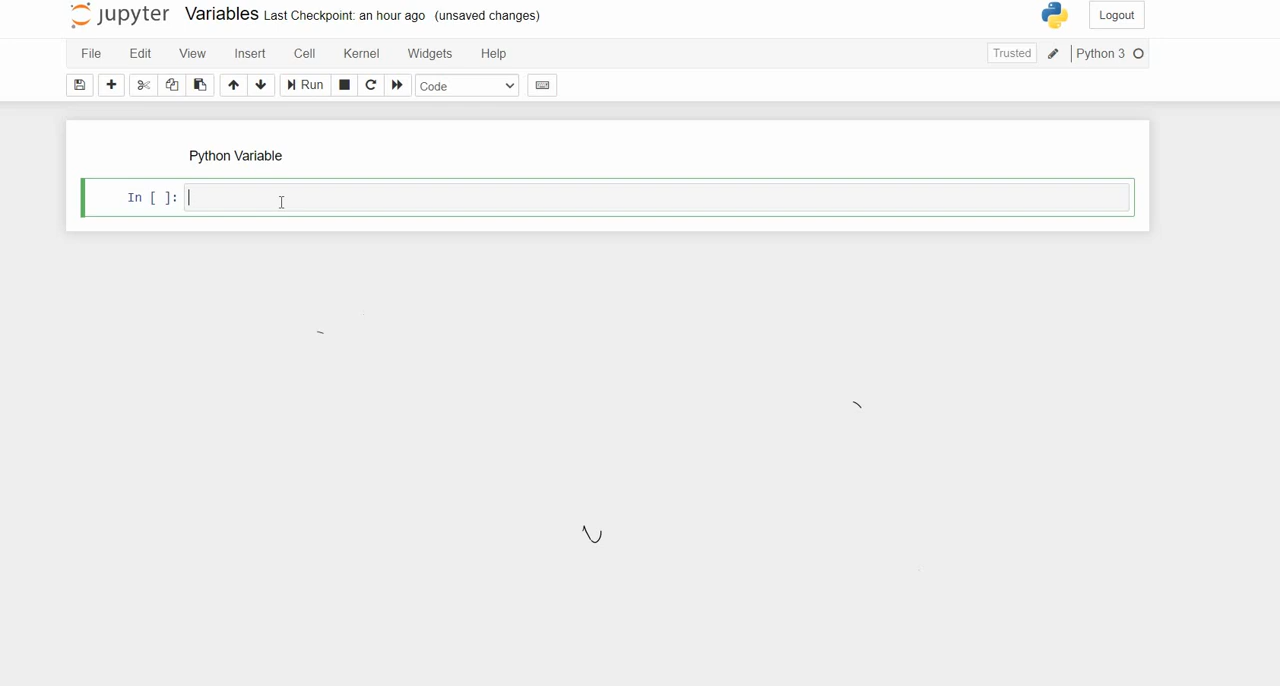 jupyter Variables Last Checkpoint: an hour ago (unsaved changes) Logout
File Edit View Insert Cell Kernel Widgets Help Trusted Python 3
Run Code
Python Variable
In [ ]: